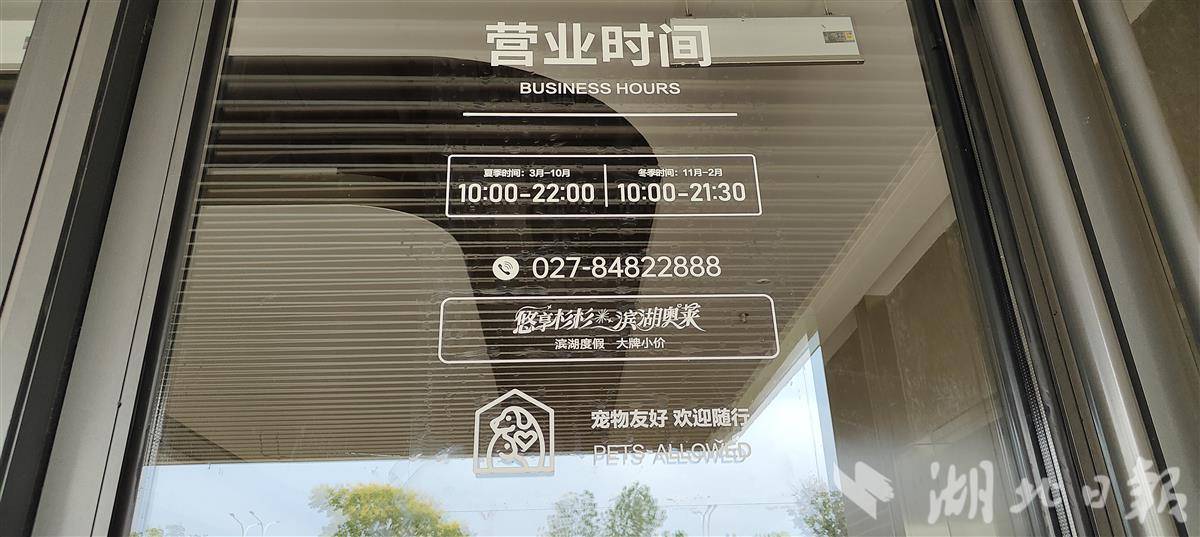 营业时间
BUSINESS HOURS
夏季时间：3月-10月
10:00-22:00
冬季时间：11月-2月
10:00-21:30
027-84822888
悠享杉杉 滨湖奥莱
滨湖度假 大牌小价
宠物友好 欢迎随行
PETS ALLOWED
湖北日报